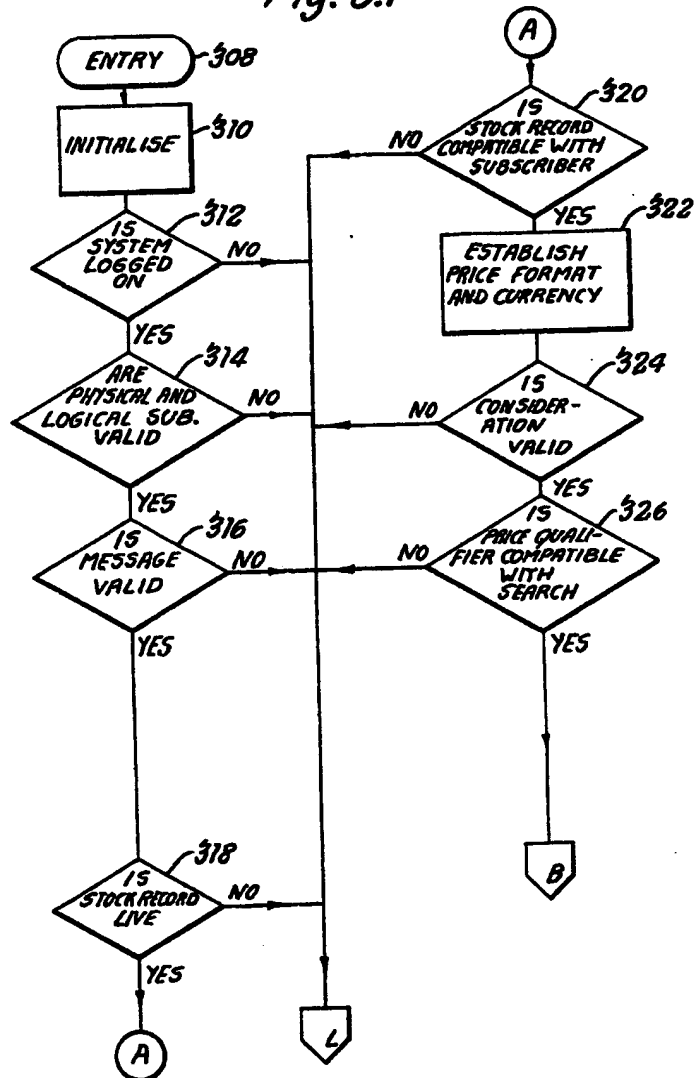 Fig. 8.1
ENTRY
308
INITIALISE
310
IS
SYSTEM
LOGGED
ON
312
NO
YES
ARE
PHYSICAL AND
LOGICAL SUB.
VALID
314
NO
YES
IS
MESSAGE
VALID
316
NO
YES
IS
STOCK RECORD
LIVE
318
NO
YES
A
L
A
IS
STOCK RECORD
COMPATIBLE WITH
SUBSCRIBER
320
NO
YES
ESTABLISH
PRICE FORMAT
AND CURRENCY
322
IS
CONSIDER-
ATION
VALID
324
NO
YES
IS
PRICE QUALI-
FIER COMPATIBLE
WITH
SEARCH
326
NO
YES
B